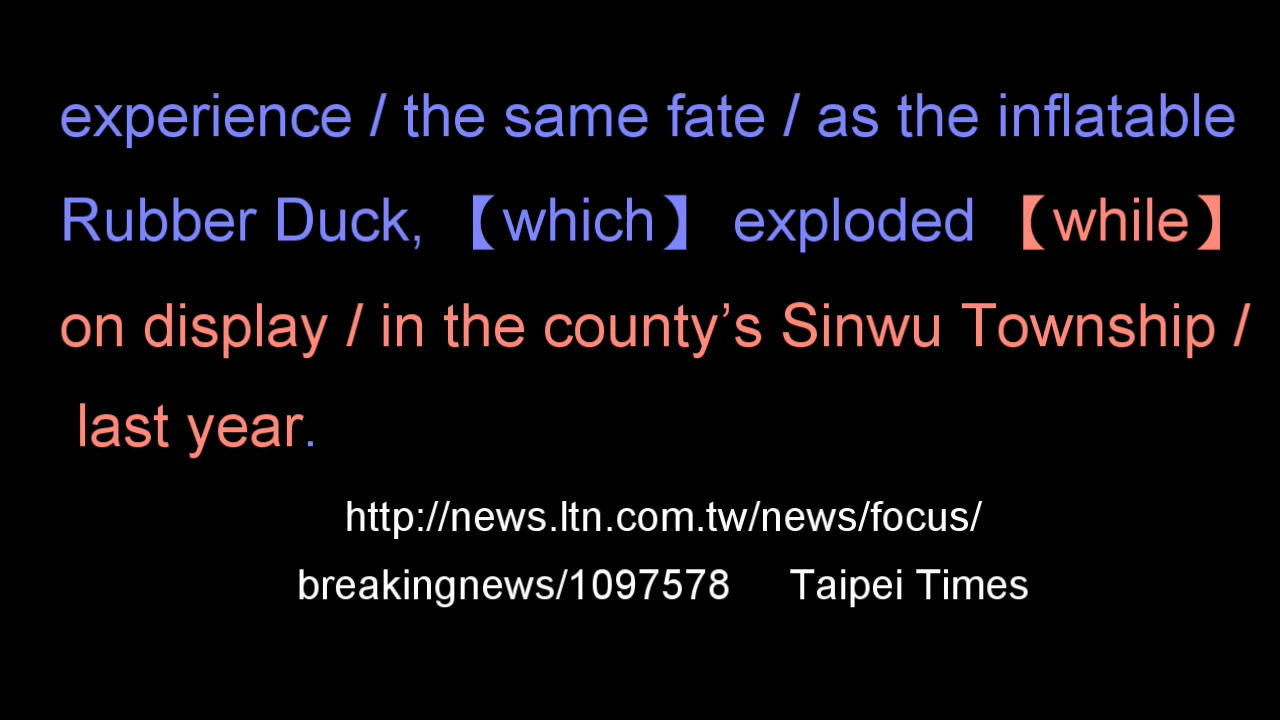 experience / the same fate / as the inflatable
Rubber Duck, 【which】 exploded 【while】
on display / in the county’s Sinwu Township /
last year.
http://news.ltn.com.tw/news/focus/
breakingnews/1097578 Taipei Times